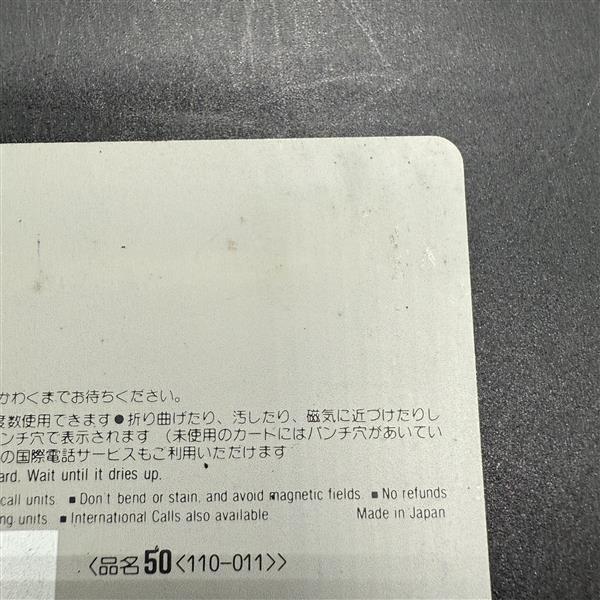 かわくまでお待ちください。
度数使用できます●折り曲げたり、汚したり、磁気に近づけたりし
ンチ穴で表示されます （未使用のカードにはパンチ穴があいてい
の国際電話サービスもご利用いただけます
ard. Wait until it dries up.
call units ■ Don't bend or stain, and avoid magnetic fields ■ No refunds
ng units ■ International Calls also available Made in Japan
〈品名50〈110-011〉〉